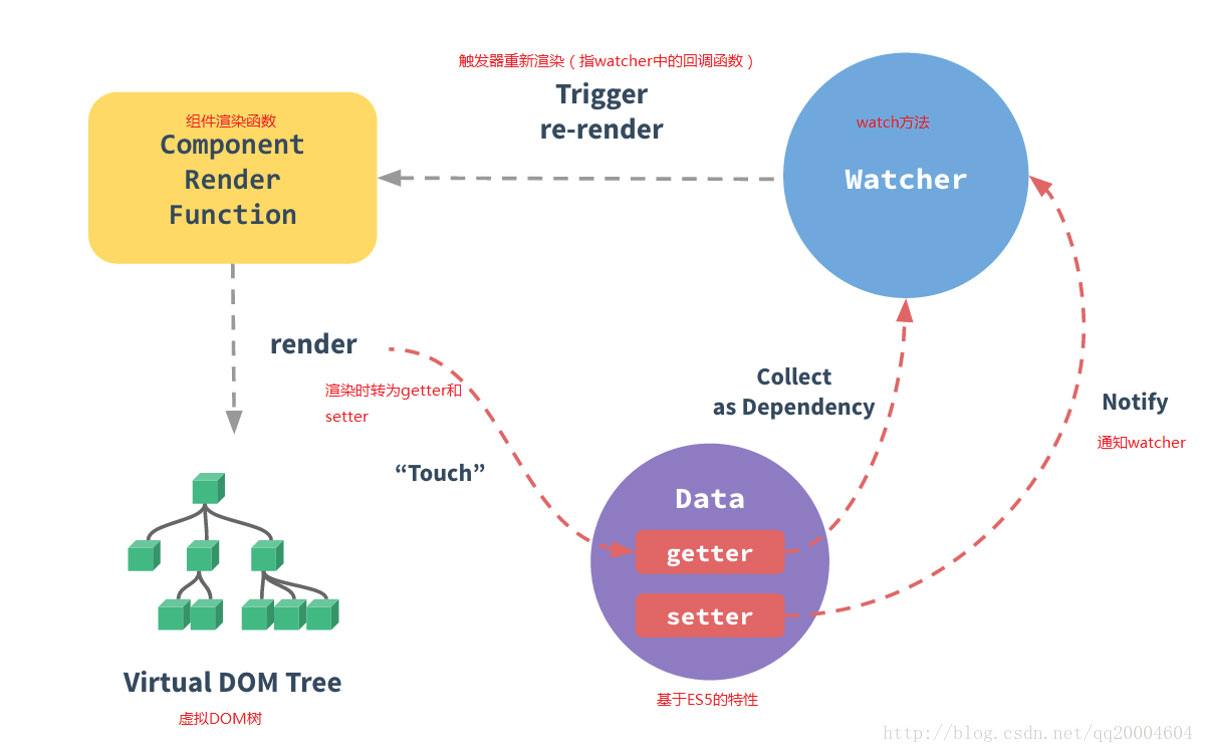 触发器重新渲染（指watcher中的回调函数）
Trigger
re-render
组件渲染函数
Component
Render
Function
watch方法
Watcher
render
渲染时转为getter和
setter
“Touch”
Collect
as Dependency
Notify
通知watcher
Data
getter
setter
基于ES5的特性
Virtual DOM Tree
虚拟DOM树
http://blog.csdn.net/qq20004604